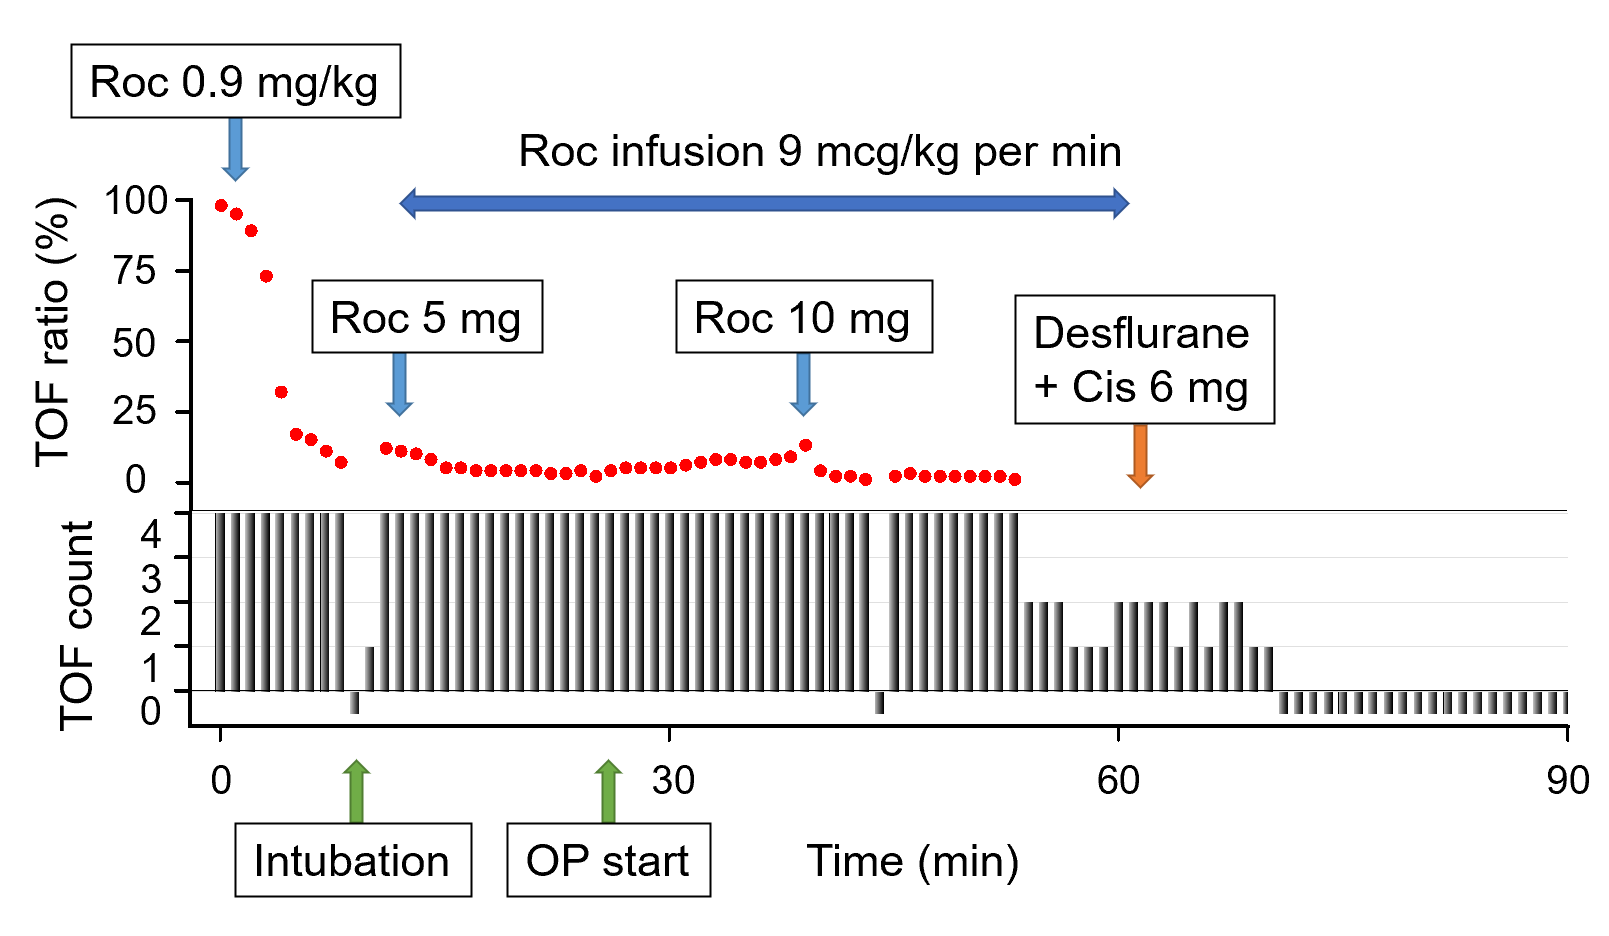 Roc 0.9 mg/kg
Roc infusion 9 mcg/kg per min
TOF ratio (%)
100
75
50
25
0
Roc 5 mg
Roc 10 mg
Desflurane
+ Cis 6 mg
TOF count
4
3
2
1
0
0
30
60
90
Intubation
OP start
Time (min)